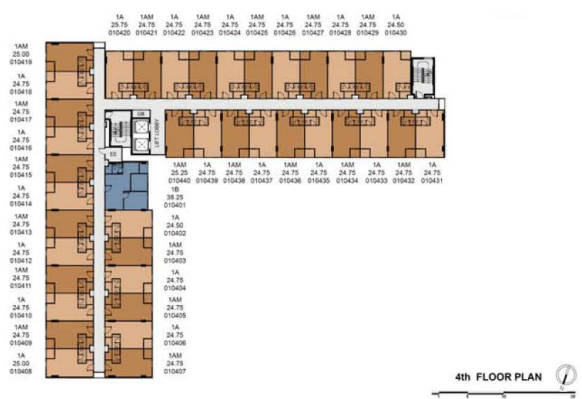 1A 1AM 1A 1AM 1A 1AM 1A 1AM 1A 1AM 1A
25.75 24.75 24.75 24.75 24.75 24.75 24.75 24.75 24.75 24.75 24.50
010420 010421 010422 010423 010424 010425 010426 010427 010428 010429 010430
1AM
25.00
010419
1A
24.75
010418
1AM
24.75
010417
1A
24.75
010416
1AM
24.75
010415
1A
24.75
010414
1AM
24.75
010413
1A
24.75
010412
1AM
24.75
010411
1A
24.75
010410
1AM
24.75
010409
1A
25.00
010408
LIFT LOBBY
1AM 1A 1AM 1A 1AM 1A 1AM 1A 1AM 1A
25.25 24.75 24.75 24.75 24.75 24.75 24.75 24.75 24.75 24.75
010440 010439 010438 010437 010436 010435 010434 010433 010432 010431
1B
38.25
010401
1A
24.50
010402
1AM
24.75
010403
1A
24.75
010404
1AM
24.75
010405
1A
24.75
010406
1AM
24.75
010407
4th FLOOR PLAN